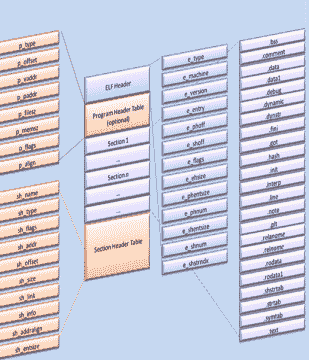 p_type
p_offset
p_vaddr
p_paddr
p_filesz
p_memsz
p_flags
p_align
sh_name
sh_type
sh_flags
sh_addr
sh_offset
sh_size
sh_link
sh_info
sh_addralign
sh_entsize
ELF Header
Program Header Table
(optional)
Section 1
...
Section n
...
...
Section Header Table
e_type
e_machine
e_version
e_entry
e_phoff
e_shoff
e_flags
e_ehsize
e_phentsize
e_phnum
e_shentsize
e_shnum
e_shstrndx
.bss
.comment
.data
.data1
.debug
.dynamic
.dynstr
.fini
.got
.hash
.init
.interp
.line
.note
.plt
.relaname
.relname
.rodata
.rodata1
.shstrtab
.strtab
.symtab
.text